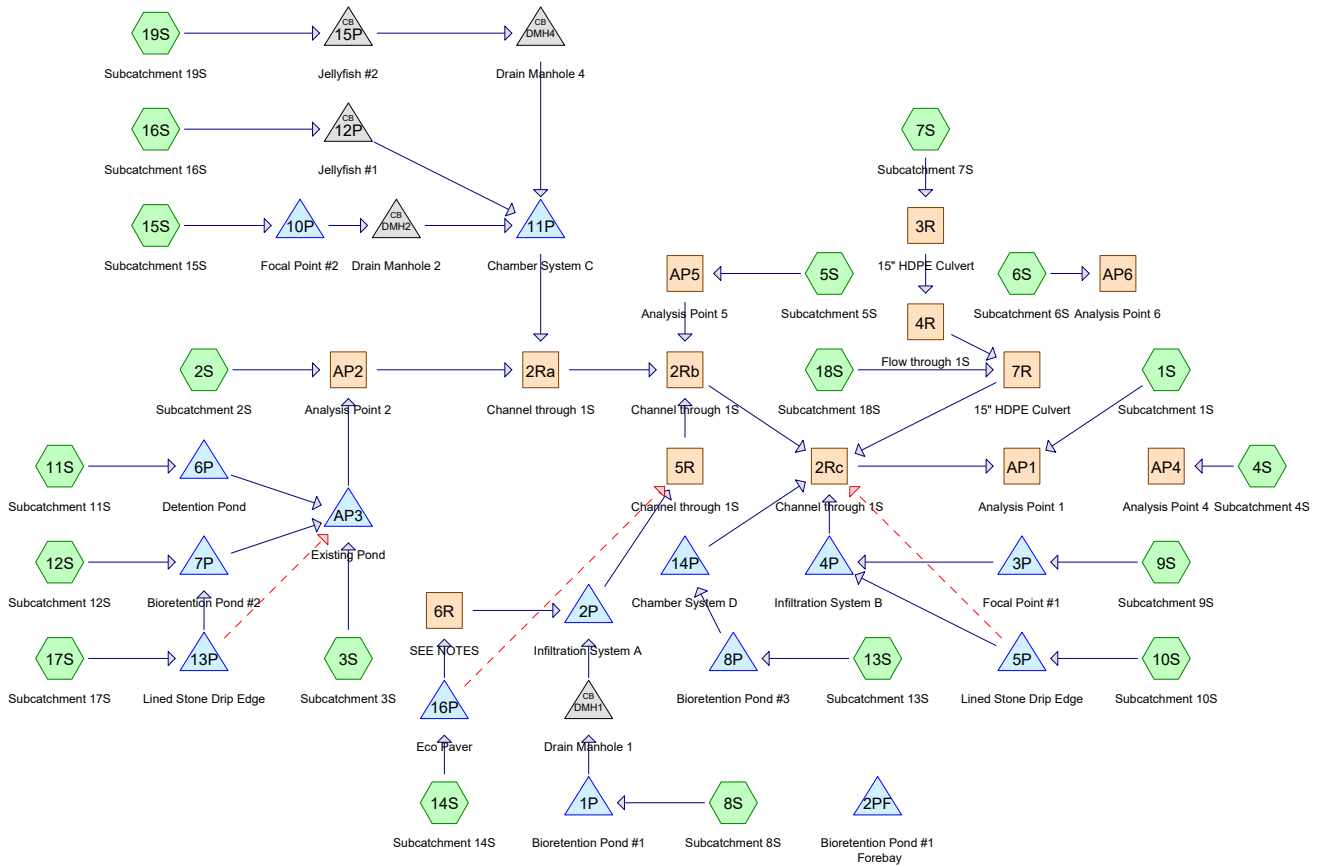 19S
Subcatchment 19S
CB
15P
Jellyfish #2
CB
DMH4
Drain Manhole 4
16S
Subcatchment 16S
CB
12P
Jellyfish #1
7S
Subcatchment 7S
15S
Subcatchment 15S
10P
Focal Point #2
CB
DMH2
Drain Manhole 2
11P
Chamber System C
3R
15" HDPE Culvert
AP5
Analysis Point 5
5S
Subcatchment 5S
6S
Subcatchment 6S
AP6
Analysis Point 6
4R
Flow through 1S
2S
Subcatchment 2S
AP2
Analysis Point 2
2Ra
Channel through 1S
2Rb
Channel through 1S
18S
Subcatchment 18S
7R
15" HDPE Culvert
1S
Subcatchment 1S
11S
Subcatchment 11S
6P
Detention Pond
AP3
Existing Pond
5R
Channel through 1S
2Rc
Channel through 1S
AP1
Analysis Point 1
AP4
Analysis Point 4
4S
Subcatchment 4S
12S
Subcatchment 12S
7P
Bioretention Pond #2
14P
Chamber System D
4P
Infiltration System B
3P
Focal Point #1
9S
Subcatchment 9S
6R
SEE NOTES
2P
Infiltration System A
17S
Subcatchment 17S
13P
Lined Stone Drip Edge
3S
Subcatchment 3S
8P
Bioretention Pond #3
13S
Subcatchment 13S
5P
Lined Stone Drip Edge
10S
Subcatchment 10S
16P
Eco Paver
CB
DMH1
Drain Manhole 1
14S
Subcatchment 14S
1P
Bioretention Pond #1
8S
Subcatchment 8S
2PF
Bioretention Pond #1
Forebay